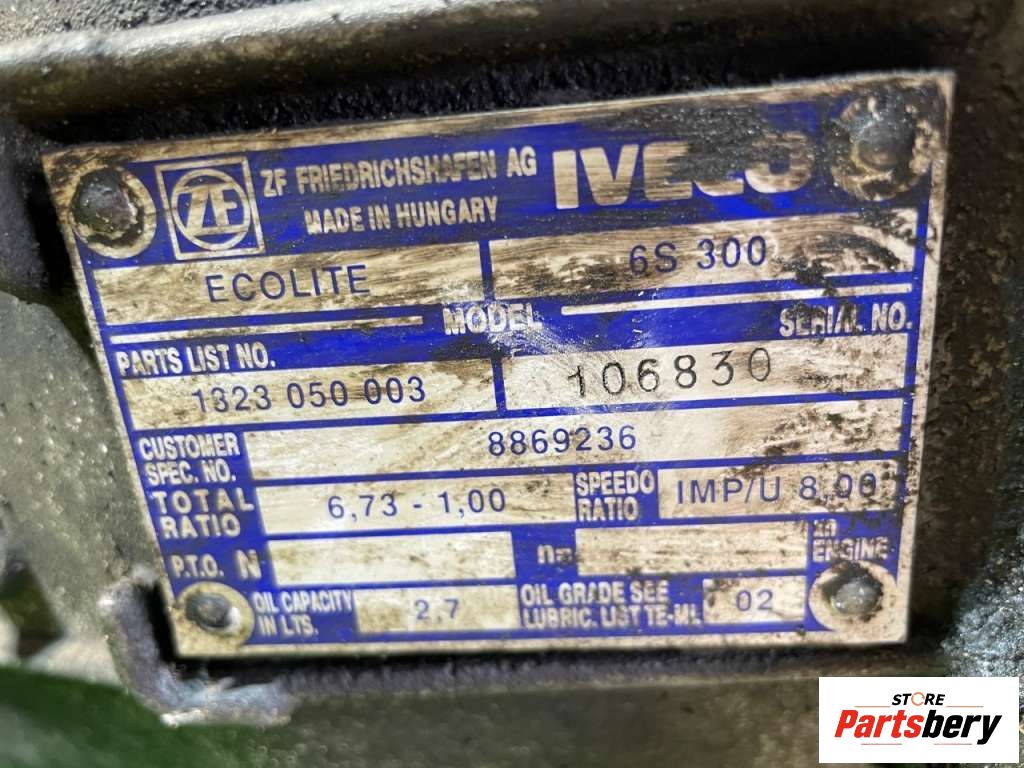 ZF
ZF FRIEDRICHSHAFEN AG
MADE IN HUNGARY
IVECO
ECOLITE 6S 300
MODEL
PARTS LIST NO. SERIAL NO.
1323 050 003 106830
CUSTOMER SPEC. NO. 8869236
TOTAL RATIO 6,73 - 1,00 SPEEDO RATIO IMP/U 8,00
P.T.O. N n= ENGINE
OIL CAPACITY IN LTS. 2,7 OIL GRADE SEE LUBRIC. LIST TE-ML 02
STORE
Partsbery